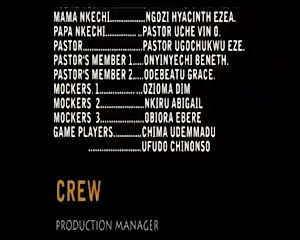 MAMA NKECHI...............NGOZI HYACINTH EZEA.
PAPA NKECHI.............. ..PASTOR UCHE VIN O.
PASTOR......................PASTOR UGOCHUKWU EZE.
PASTOR'S MEMBER 1.....ONYINYECHI BENETH.
PASTOR'S MEMBER 2....ODEBEATU GRACE.
MOCKERS 1................OZIOMA DIM
MOCKERS 2...............NKIRU ABIGAIL
MOCKERS 3...............OBIORA EBERE
GAME PLAYERS.............CHIMA UDEMMADU
....................UFUDO CHINONSO
CREW
PRODUCTION MANAGER